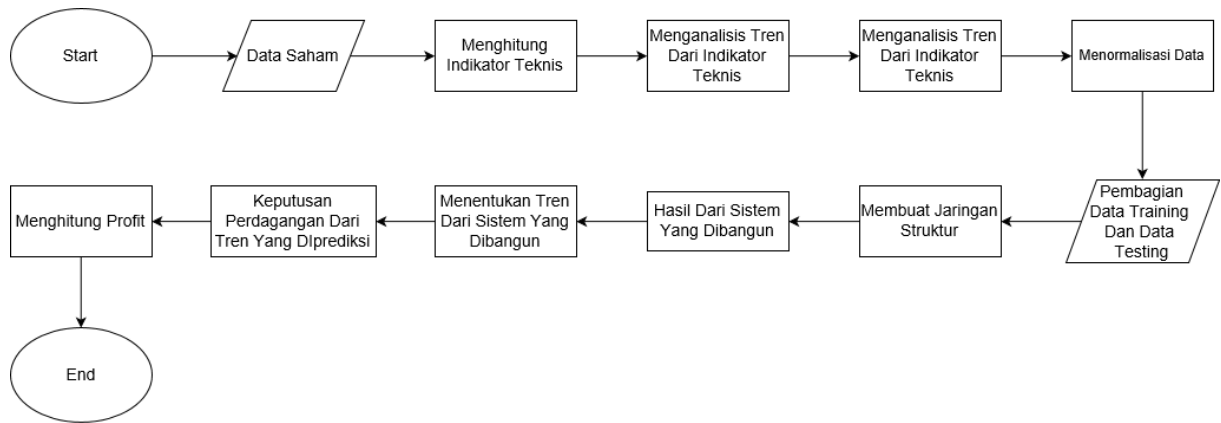 Start
Data Saham
Menghitung
Indikator Teknis
Menganalisis Tren
Dari Indikator
Teknis
Menganalisis Tren
Dari Indikator
Teknis
Menormalisasi Data
Pembagian
Data Training
Dan Data
Testing
Membuat Jaringan
Struktur
Hasil Dari Sistem
Yang Dibangun
Menentukan Tren
Dari Sistem Yang
Dibangun
Keputusan
Perdagangan Dari
Tren Yang DIprediksi
Menghitung Profit
End